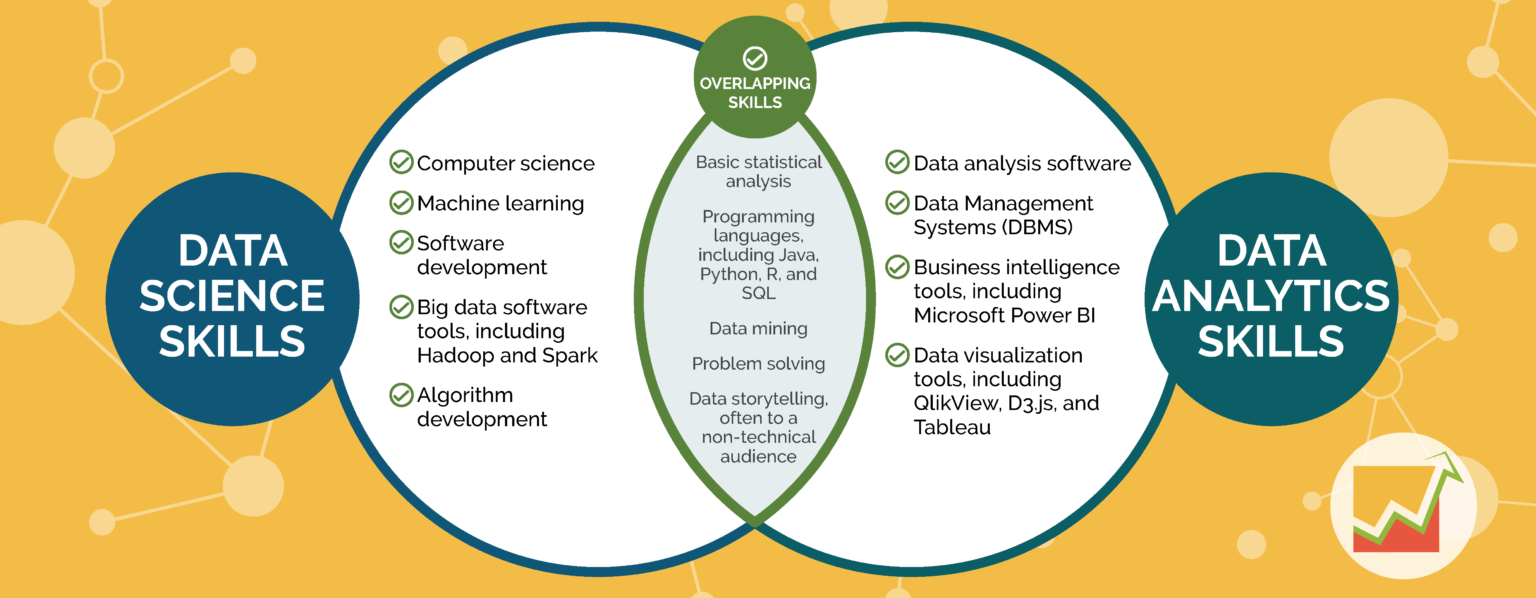 DATA
SCIENCE
SKILLS
Computer science
Machine learning
Software
development
Big data software
tools, including
Hadoop and Spark
Algorithm
development
OVERLAPPING
SKILLS
Basic statistical
analysis
Programming
languages,
including Java,
Python, R, and
SQL
Data mining
Problem solving
Data storytelling,
often to a
non-technical
audience
Data analysis software
Data Management
Systems (DBMS)
Business intelligence
tools, including
Microsoft Power BI
Data visualization
tools, including
QlikView, D3.js, and
Tableau
DATA
ANALYTICS
SKILLS